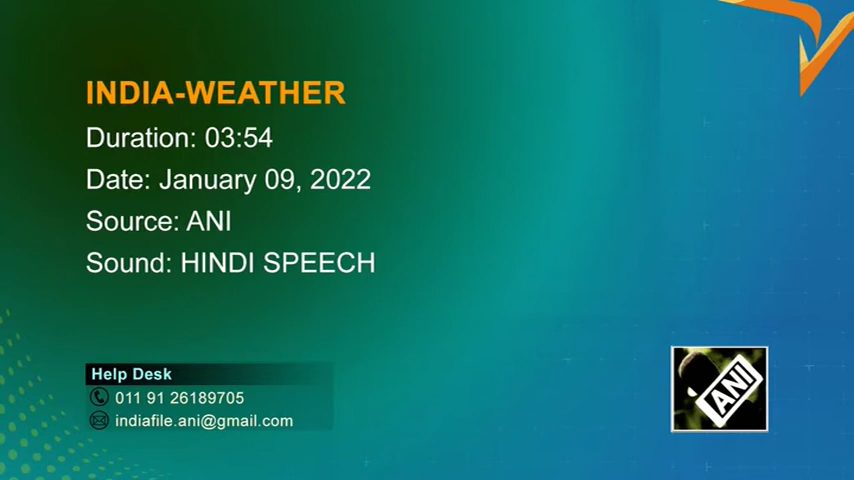 INDIA-WEATHER
Duration: 03:54
Date: January 09, 2022
Source: ANI
Sound: HINDI SPEECH
Help Desk
011 91 26189705
indiafile.ani@gmail.com
ANI